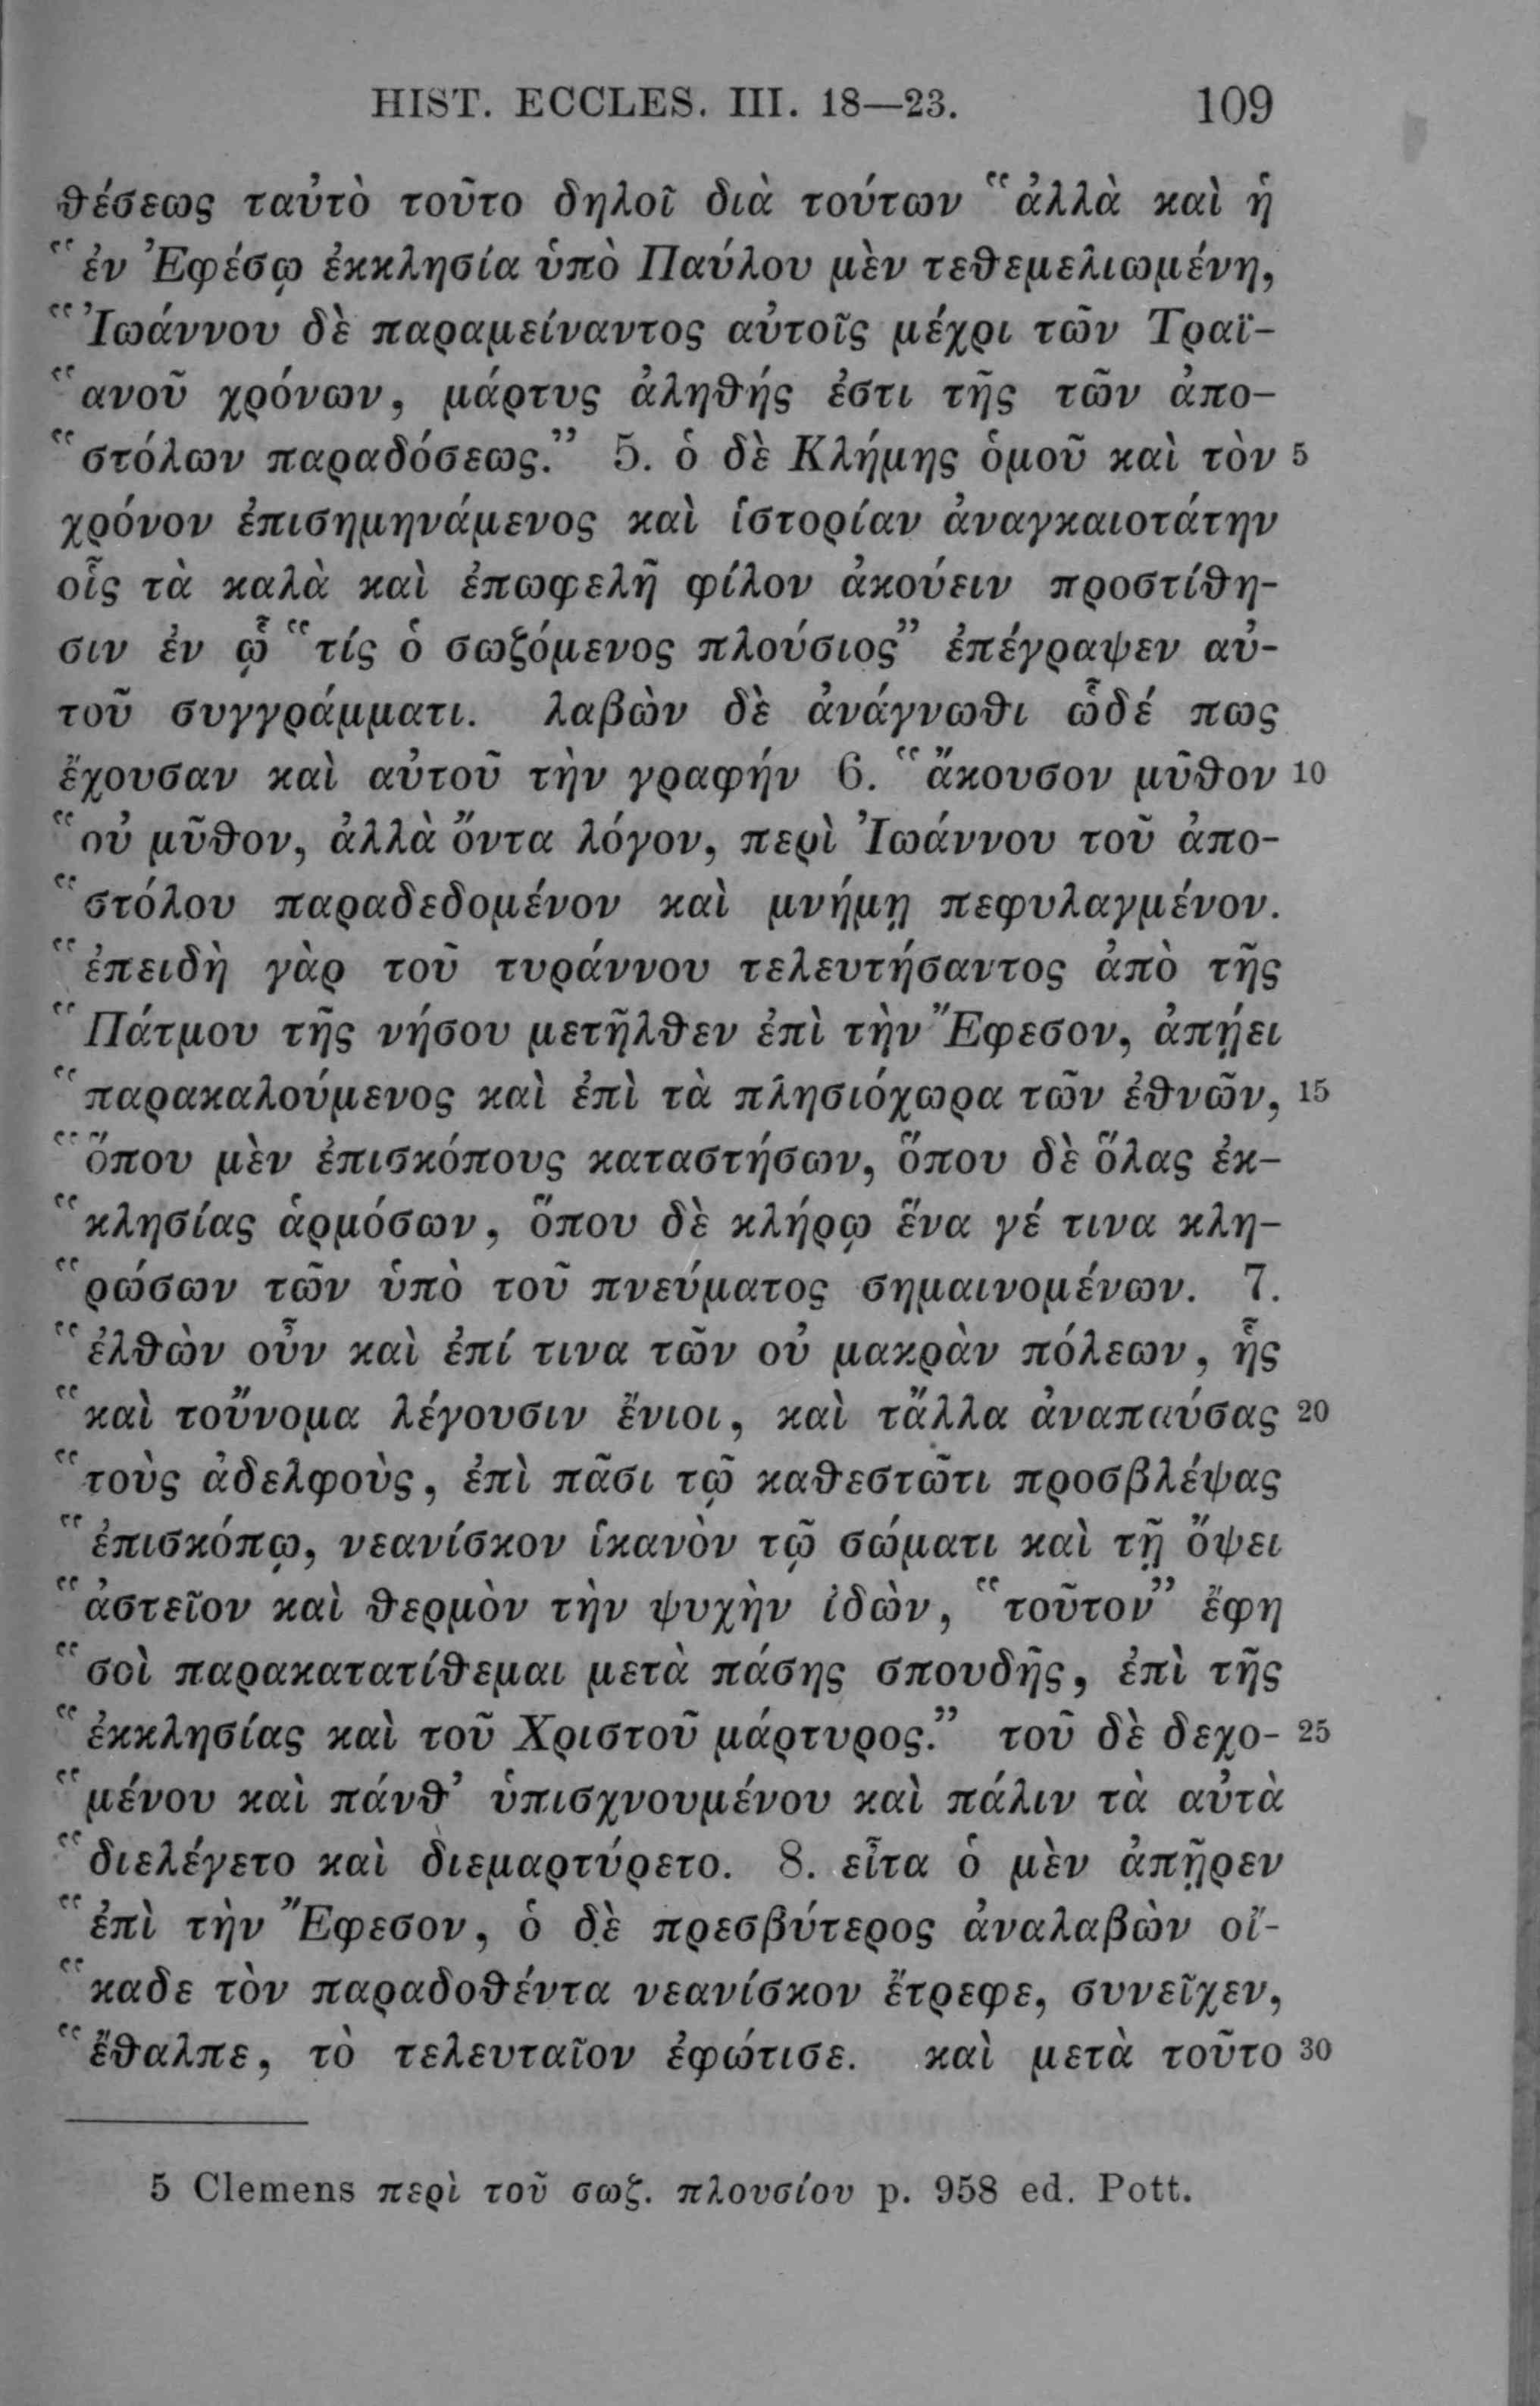 HIST. ECCLES. III. 18—23. 109
θέσεως ταὐτὸ τοῦτο δηλοῖ διὰ τούτων “ἀλλὰ καὶ ἡ
“ἐν Ἐφέσῳ ἐκκλησία ὑπὸ Παύλου μὲν τεθεμελιωμένη,
“Ἰωάννου δὲ παραμείναντος αὐτοῖς μέχρι τῶν Τραϊ-
“ανοῦ χρόνων, μάρτυς ἀληθής ἐστι τῆς τῶν ἀπο-
“στόλων παραδόσεως.” 5. ὁ δὲ Κλήμης ὁμοῦ καὶ τὸν 5
χρόνον ἐπισημηνάμενος καὶ ἱστορίαν ἀναγκαιοτάτην
οἷς τὰ καλὰ καὶ ἐπωφελῆ φίλον ἀκούειν προστίθη-
σιν ἐν ᾧ “τίς ὁ σωζόμενος πλούσιος” ἐπέγραψεν αὐ-
τοῦ συγγράμματι. λαβὼν δὲ ἀνάγνωθι ὧδέ πως
ἔχουσαν καὶ αὐτοῦ τὴν γραφήν 6. “ἄκουσον μῦθον 10
“οὐ μῦθον, ἀλλὰ ὄντα λόγον, περὶ Ἰωάννου τοῦ ἀπο-
“στόλου παραδεδομένον καὶ μνήμῃ πεφυλαγμένον.
“ἐπειδὴ γὰρ τοῦ τυράννου τελευτήσαντος ἀπὸ τῆς
“Πάτμου τῆς νήσου μετῆλθεν ἐπὶ τὴν Ἔφεσον, ἀπῄει
“παρακαλούμενος καὶ ἐπὶ τὰ πλησιόχωρα τῶν ἐθνῶν, 15
“ὅπου μὲν ἐπισκόπους καταστήσων, ὅπου δὲ ὅλας ἐκ-
“κλησίας ἁρμόσων, ὅπου δὲ κλήρῳ ἕνα γέ τινα κλη-
“ρώσων τῶν ὑπὸ τοῦ πνεύματος σημαινομένων. 7.
“ἐλθὼν οὖν καὶ ἐπί τινα τῶν οὐ μακρὰν πόλεων, ἧς
“καὶ τοὔνομα λέγουσιν ἔνιοι, καὶ τἄλλα ἀναπαύσας 20
“τοὺς ἀδελφοὺς, ἐπὶ πᾶσι τῷ καθεστῶτι προσβλέψας
“ἐπισκόπῳ, νεανίσκον ἱκανὸν τῷ σώματι καὶ τῇ ὄψει
“ἀστεῖον καὶ θερμὸν τὴν ψυχὴν ἰδὼν, “τοῦτον” ἔφη
“σοὶ παρακατατίθεμαι μετὰ πάσης σπουδῆς, ἐπὶ τῆς
“ἐκκλησίας καὶ τοῦ Χριστοῦ μάρτυρος.” τοῦ δὲ δεχο- 25
“μένου καὶ πάνθ’ ὑπισχνουμένου καὶ πάλιν τὰ αὐτὰ
“διελέγετο καὶ διεμαρτύρετο. 8. εἶτα ὁ μὲν ἀπῇρεν
“ἐπὶ τὴν Ἔφεσον, ὁ δὲ πρεσβύτερος ἀναλαβὼν οἴ-
“καδε τὸν παραδοθέντα νεανίσκον ἔτρεφε, συνεῖχεν,
“ἔθαλπε, τὸ τελευταῖον ἐφώτισε. καὶ μετὰ τοῦτο 30
5 Clemens περὶ τοῦ σωζ. πλουσίου p. 958 ed. Pott.